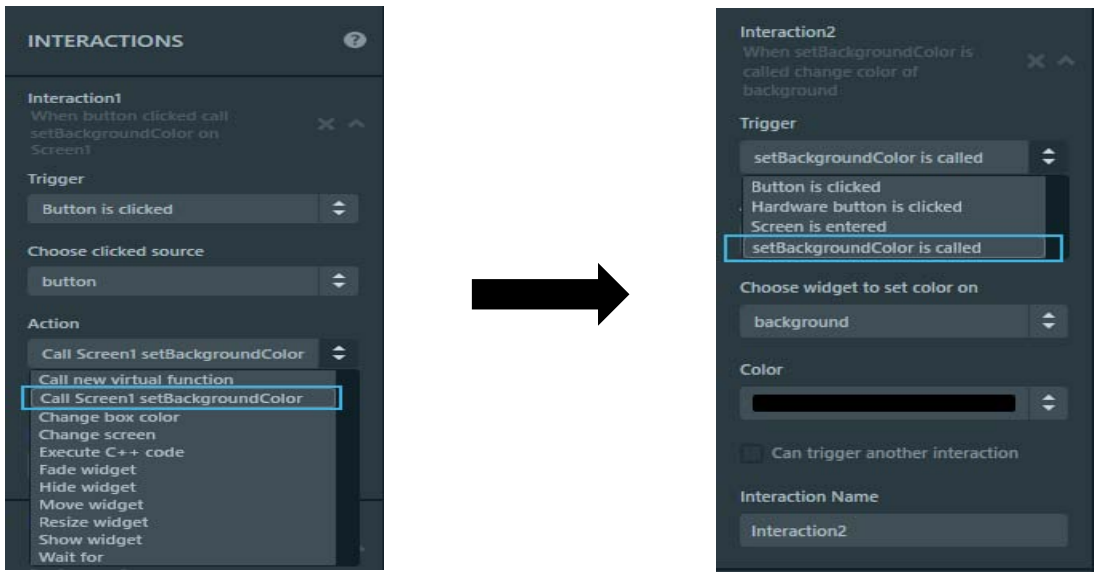 INTERACTIONS
?
Interaction1
When button clicked call
setBackgroundColor on
Screen1
Trigger
Button is clicked
Choose clicked source
button
Action
Call Screen1 setBackgroundColor
Call new virtual function
Call Screen1 setBackgroundColor
Change box color
Change screen
Execute C++ code
Fade widget
Hide widget
Move widget
Resize widget
Show widget
Wait for
Interaction2
When setBackgroundColor is
called change color of
background
Trigger
setBackgroundColor is called
Button is clicked
Hardware button is clicked
Screen is entered
setBackgroundColor is called
Choose widget to set color on
background
Color
Can trigger another interaction
Interaction Name
Interaction2